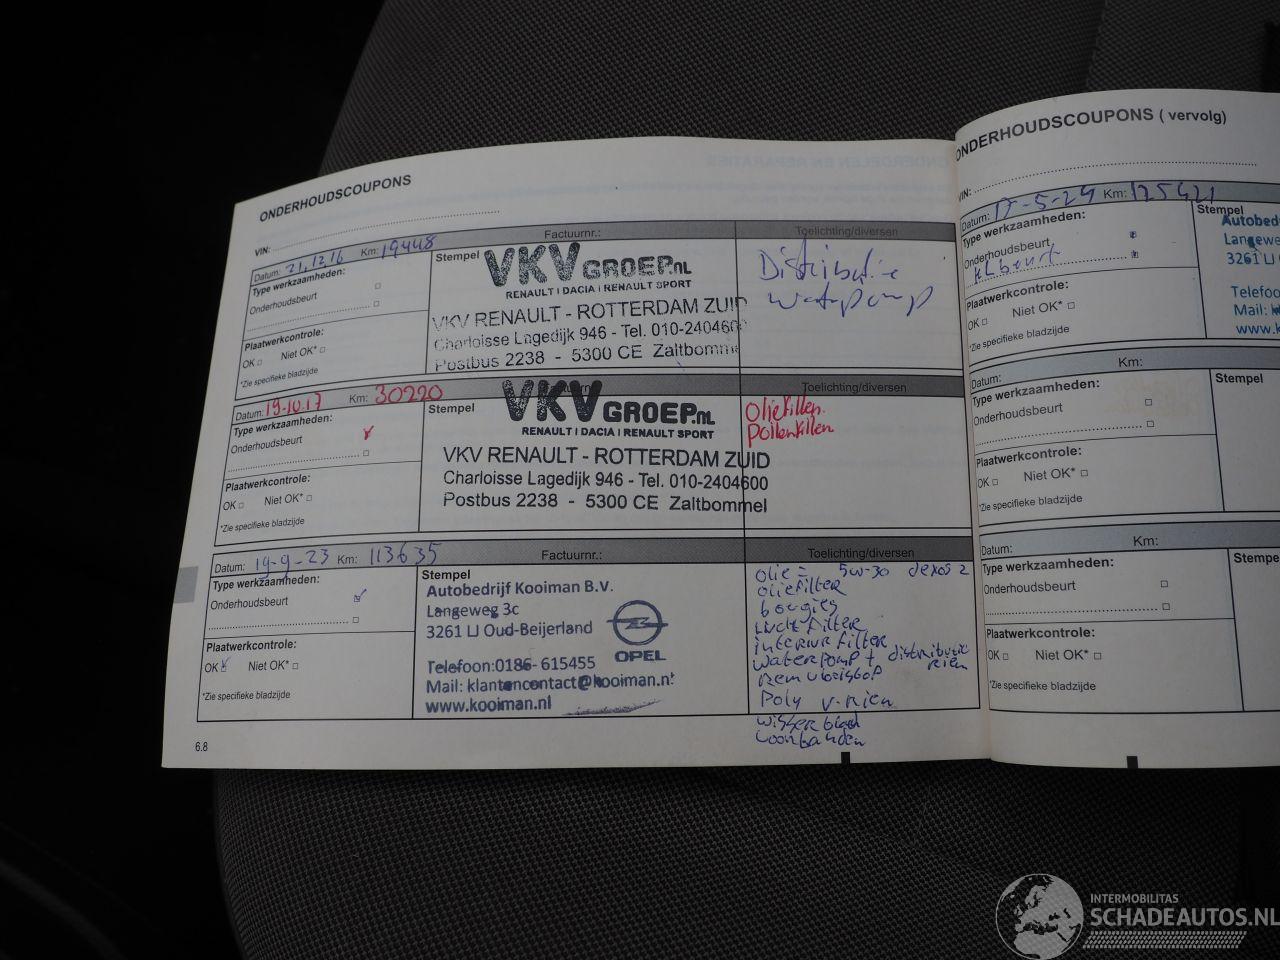 ONDERHOUDSCOUPONS
VIN:
Datum: 21,12,16 Km: 19448 Factuurnr.: Toelichting/diversen
Type werkzaamheden:
Onderhoudsbeurt
Plaatwerkcontrole:
OK Niet OK*
*Zie specifieke bladzijde
Stempel
VKV GROEP.NL
RENAULT | DACIA | RENAULT SPORT
VKV RENAULT - ROTTERDAM ZUID
Charloisse Lagedijk 946 - Tel. 010-2404600
Postbus 2238 - 5300 CE Zaltbommel
Distributie
waterpomp
Datum: 19-10-17 Km: 30220 Toelichting/diversen
Type werkzaamheden:
Onderhoudsbeurt
Plaatwerkcontrole:
OK Niet OK*
*Zie specifieke bladzijde
Stempel
VKV GROEP.NL
RENAULT | DACIA | RENAULT SPORT
VKV RENAULT - ROTTERDAM ZUID
Charloisse Lagedijk 946 - Tel. 010-2404600
Postbus 2238 - 5300 CE Zaltbommel
Oliefilter.
Pollenfilter
Datum: 19-9-23 Km: 113635 Factuurnr.: Toelichting/diversen
Type werkzaamheden:
Onderhoudsbeurt
Plaatwerkcontrole:
OK Niet OK*
*Zie specifieke bladzijde
Stempel
Autobedrijf Kooiman B.V.
Langeweg 3c
3261 LJ Oud-Beijerland
OPEL
Telefoon:0186-615455
Mail: klantencontact@kooiman.nl
www.kooiman.nl
olie = 5w-30 dexos 2
oliefilter
bougies
luchtfilter
interieurfilter
waterpomp + distributie
riem
Remvloeistof
Poly v-riem
wisserblad
voorbanden
6.8
ONDERHOUDSCOUPONS ( vervolg)
VIN:
Datum: 17-5-24 Km: 125421
Type werkzaamheden:
Onderhoudsbeurt
kl beurt
Plaatwerkcontrole:
OK Niet OK*
*Zie specifieke bladzijde
Stempel
Autobed
Langewe
3261 L
Telefo
Mail:
www.k
Datum: Km:
Type werkzaamheden:
Onderhoudsbeurt
Plaatwerkcontrole:
OK Niet OK*
*Zie specifieke bladzijde
Stempel
Datum: Km:
Type werkzaamheden:
Onderhoudsbeurt
Plaatwerkcontrole:
OK Niet OK*
*Zie specifieke bladzijde
Stempe
INTERMOBILITAS
SCHADEAUTOS.NL